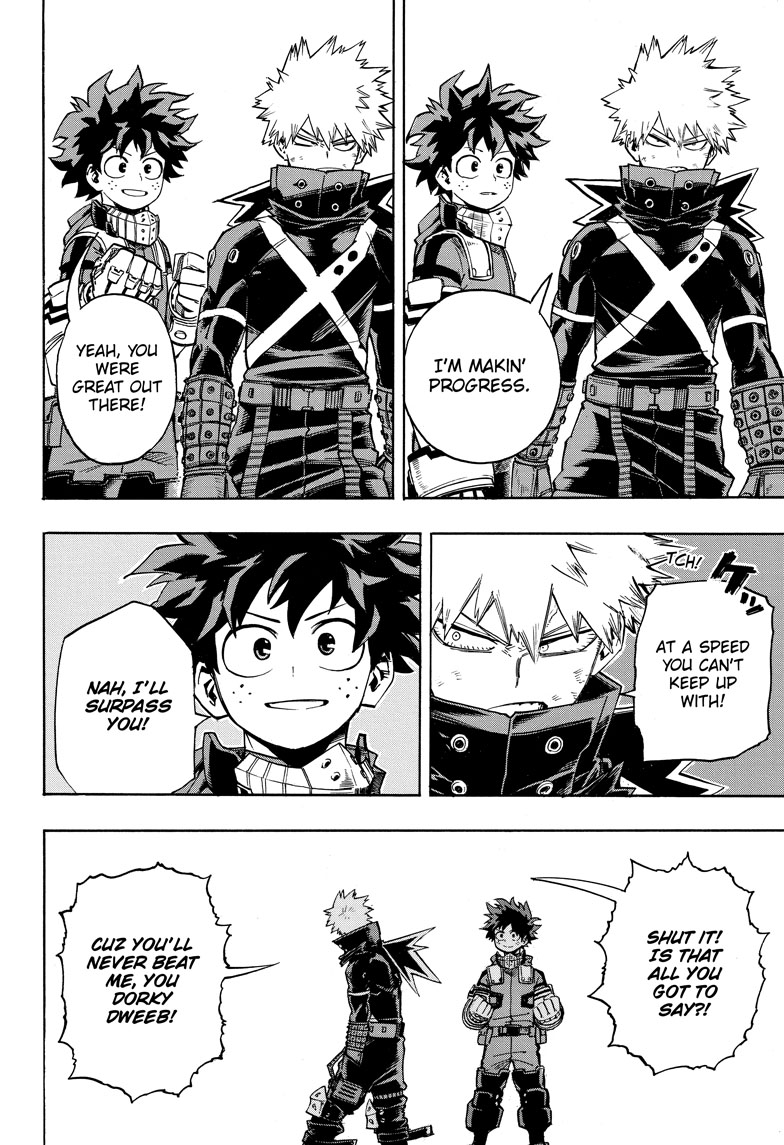 I'M MAKIN'
PROGRESS.
YEAH, YOU
WERE
GREAT OUT
THERE!
TCH!
クッ
AT A SPEED
YOU CAN'T
KEEP UP
WITH!
NAH, I'LL
SURPASS
YOU!
SHUT IT!
IS THAT
ALL YOU
GOT TO
SAY?!
CUZ YOU'LL
NEVER BEAT
ME, YOU
DORKY
DWEEB!